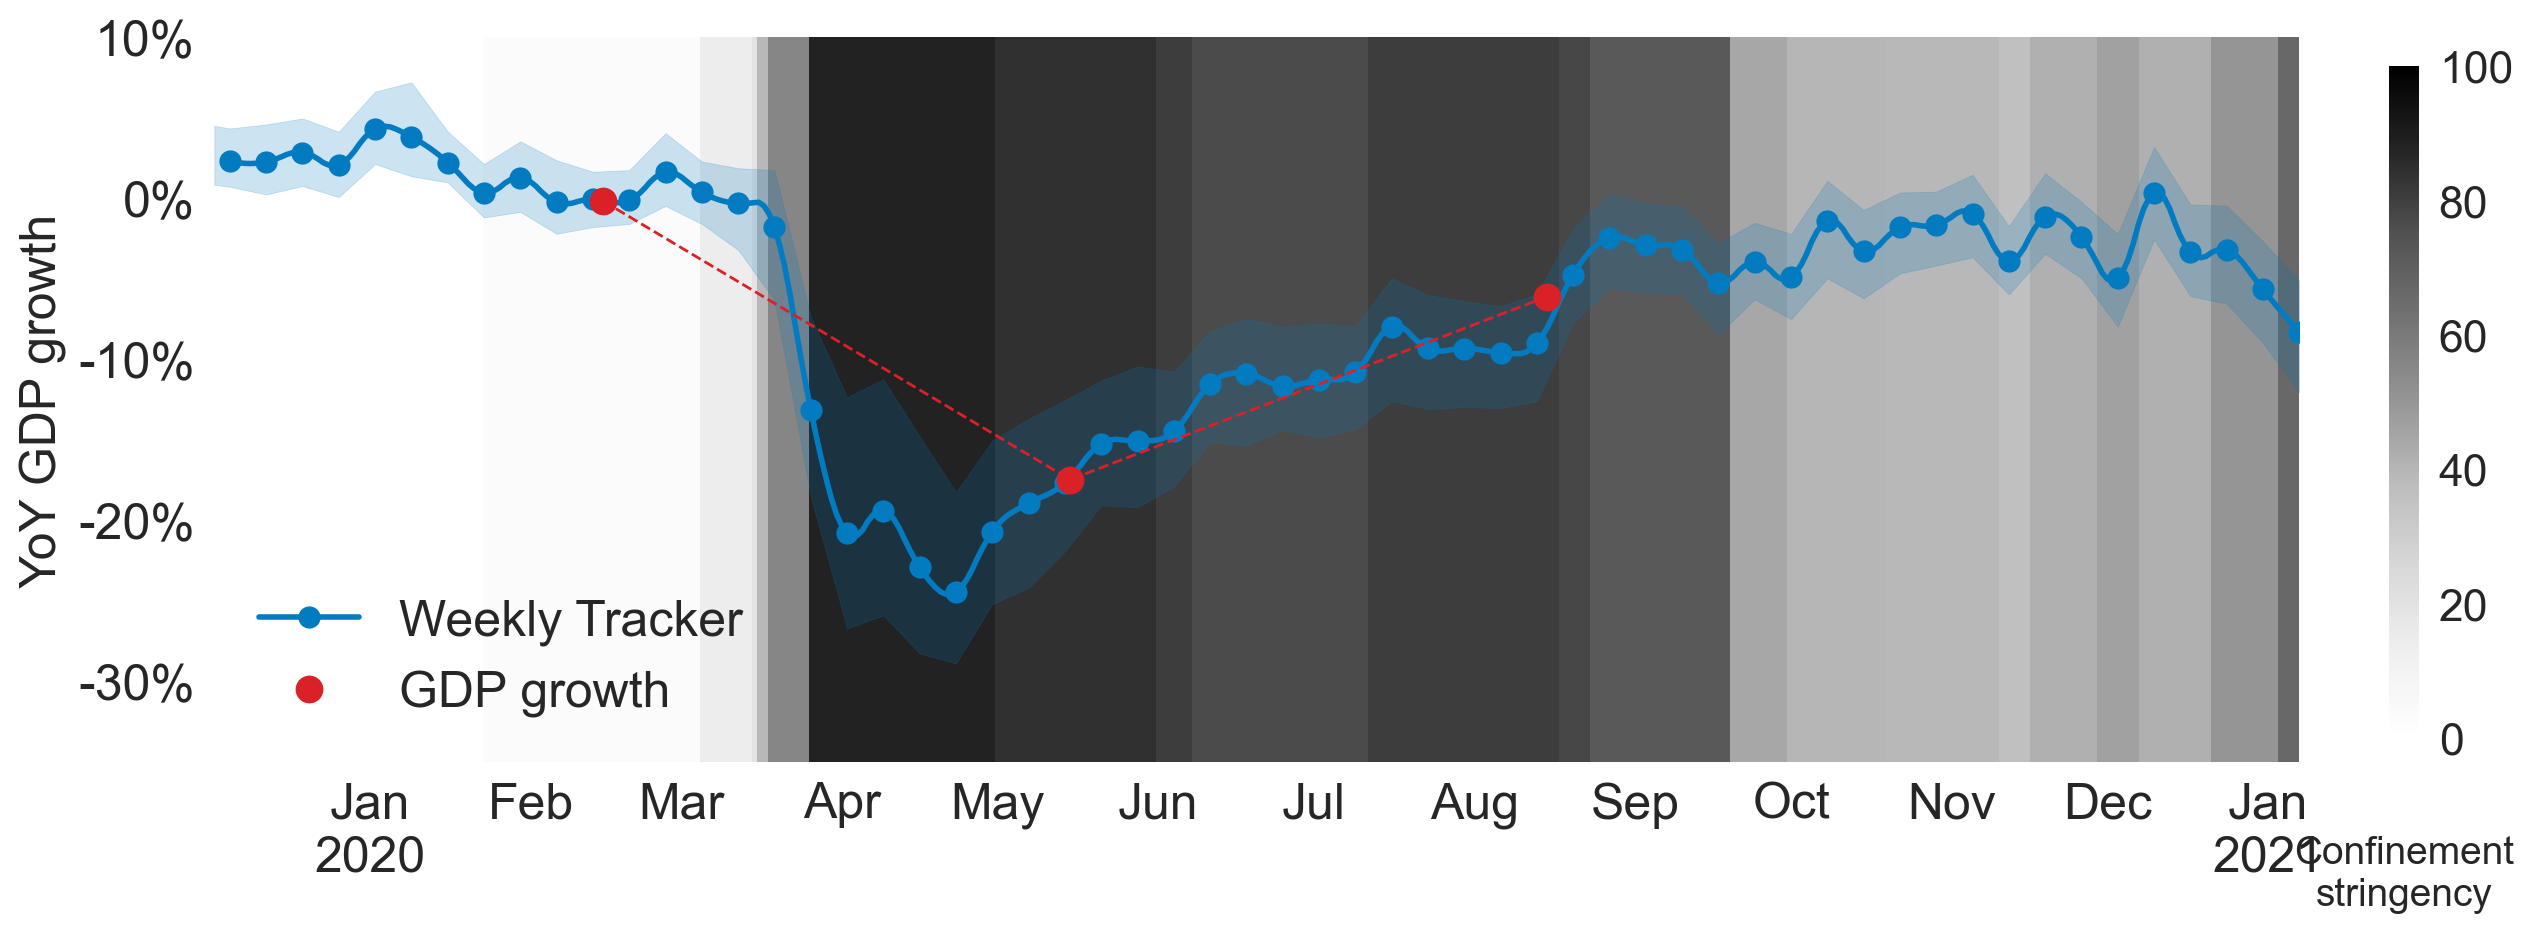 10%
0%
-10%
-20%
-30%
YoY GDP growth
Weekly Tracker
GDP growth
Jan
2020
Feb
Mar
Apr
May
Jun
Jul
Aug
Sep
Oct
Nov
Dec
Jan
2021
100
80
60
40
20
0
Confinement
stringency